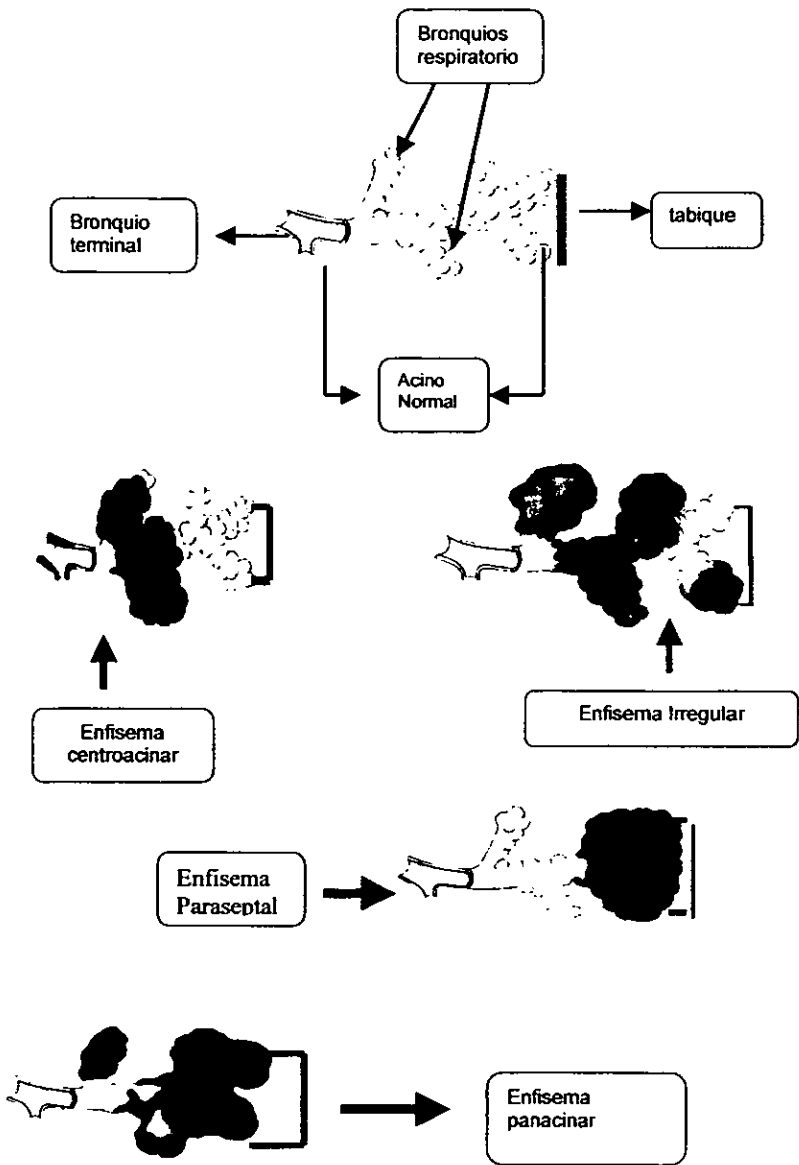 Bronquios
respiratorio
Bronquio
terminal
tabique
Acino
Normal
Enfisema
centroacinar
Enfisema Irregular
Enfisema
Paraseptal
Enfisema
panacinar